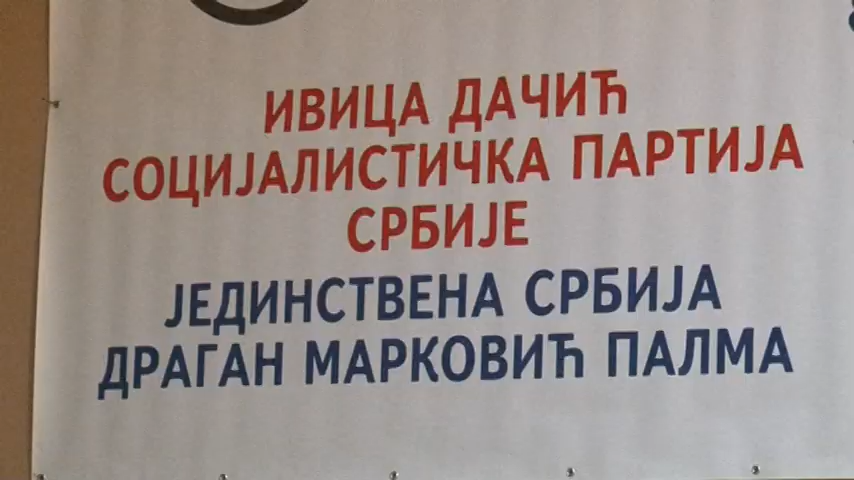 ИВИЦА ДАЧИЋ
СОЦИЈАЛИСТИЧКА ПАРТИЈА
СРБИЈЕ
ЈЕДИНСТВЕНА СРБИЈА
ДРАГАН МАРКОВИЋ ПАЛМА